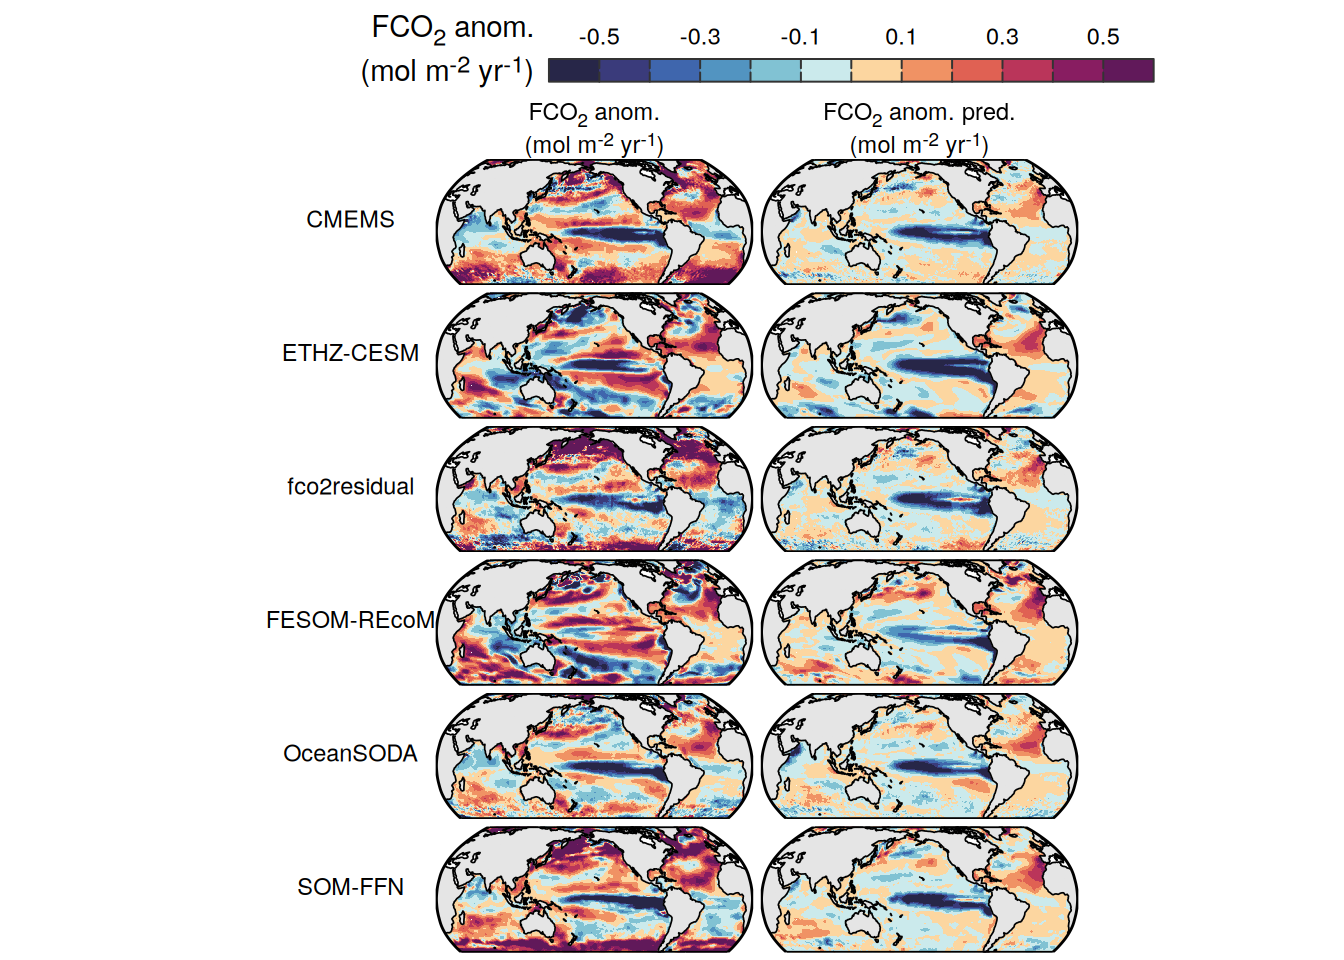 FCO2 anom.
(mol m-2 yr-1)
-0.5 -0.3 -0.1 0.1 0.3 0.5
FCO2 anom. FCO2 anom. pred.
(mol m-2 yr-1) (mol m-2 yr-1)
CMEMS
ETHZ-CESM
fco2residual
FESOM-REcoM
OceanSODA
SOM-FFN